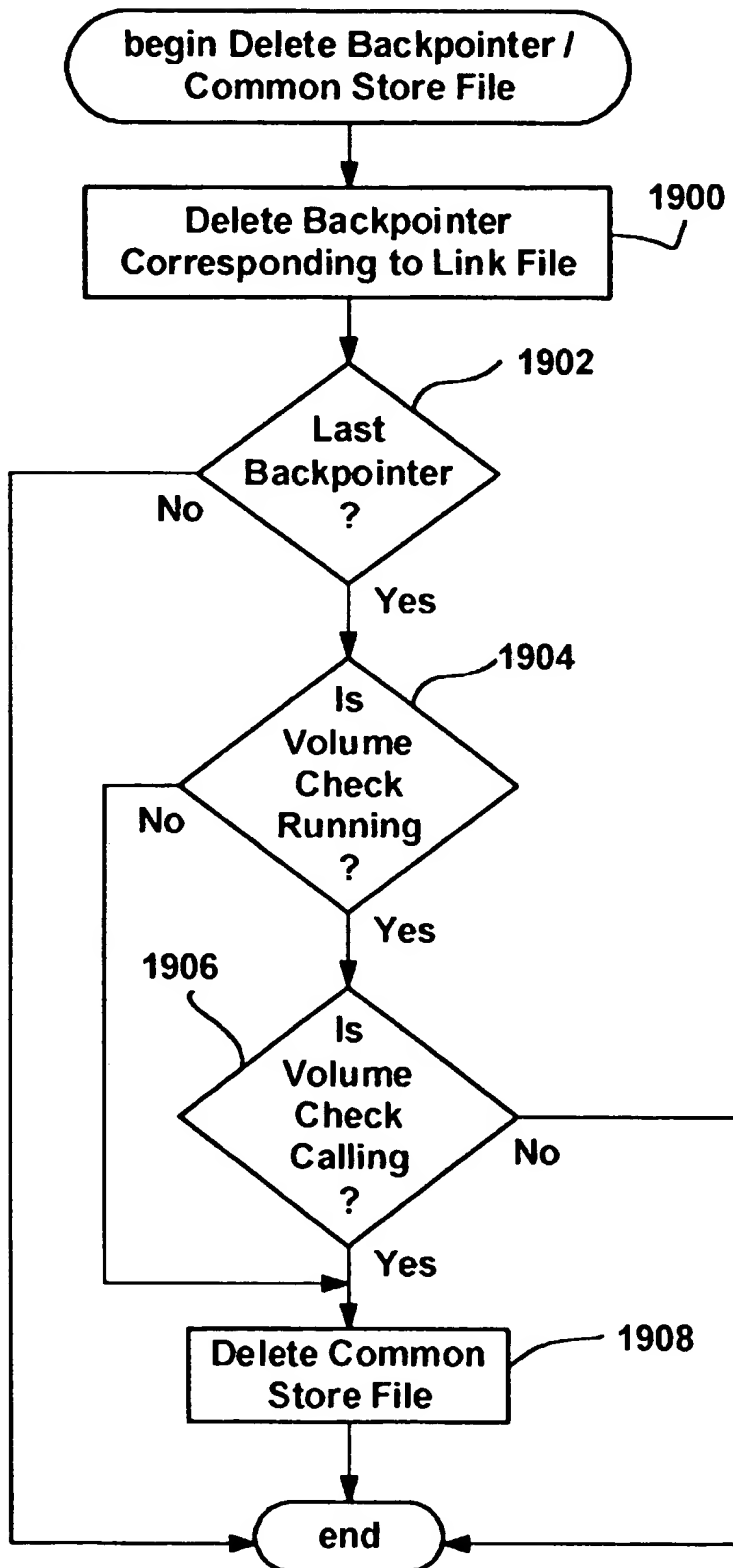 begin Delete Backpointer /
Common Store File
1900
Delete Backpointer
Corresponding to Link File
1902
Last
Backpointer
?
No
Yes
1904
Is
Volume
Check
Running
?
No
Yes
1906
Is
Volume
Check
Calling
?
No
Yes
1908
Delete Common
Store File
end